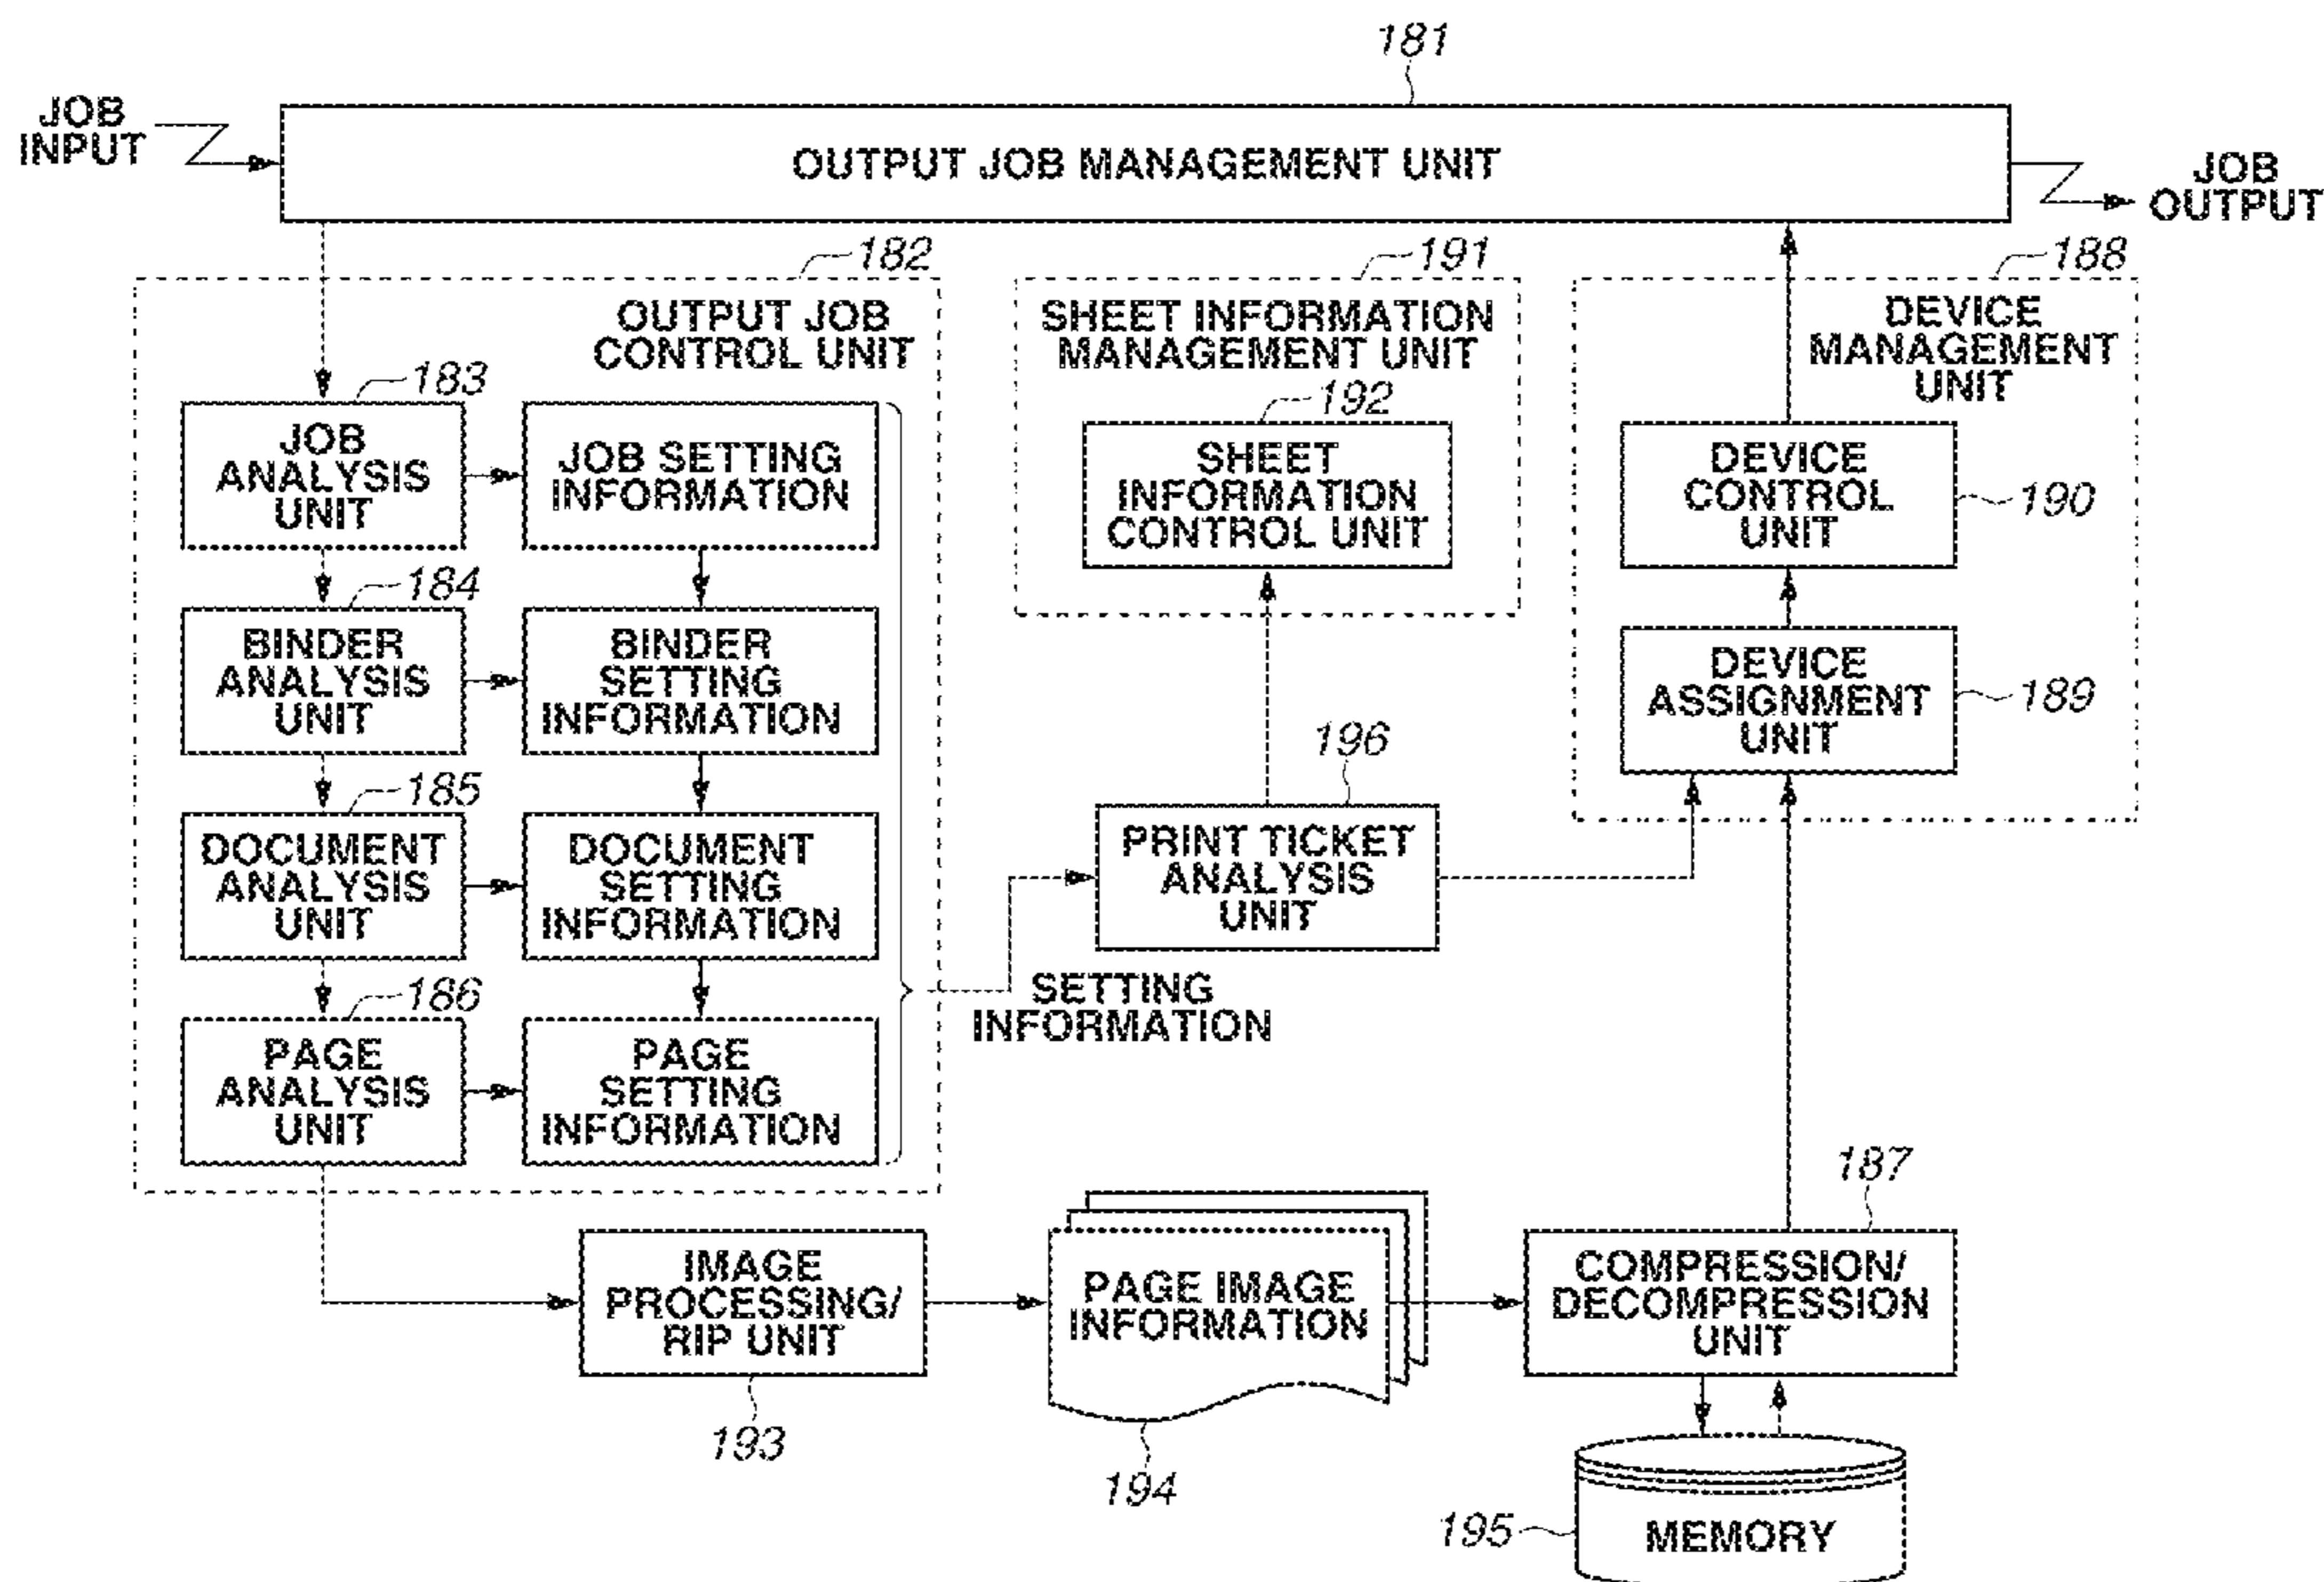 181
JOB
INPUT
OUTPUT JOB MANAGEMENT UNIT
JOB
OUTPUT
182
OUTPUT JOB
CONTROL UNIT
183
JOB
ANALYSIS
UNIT
JOB SETTING
INFORMATION
184
BINDER
ANALYSIS
UNIT
BINDER
SETTING
INFORMATION
185
DOCUMENT
ANALYSIS
UNIT
DOCUMENT
SETTING
INFORMATION
186
PAGE
ANALYSIS
UNIT
PAGE
SETTING
INFORMATION
SETTING
INFORMATION
191
SHEET INFORMATION
MANAGEMENT UNIT
192
SHEET
INFORMATION
CONTROL UNIT
196
PRINT TICKET
ANALYSIS
UNIT
188
DEVICE
MANAGEMENT
UNIT
DEVICE
CONTROL
UNIT
190
DEVICE
ASSIGNMENT
UNIT
189
IMAGE
PROCESSING/
RIP UNIT
193
PAGE IMAGE
INFORMATION
194
187
COMPRESSION/
DECOMPRESSION
UNIT
195
MEMORY